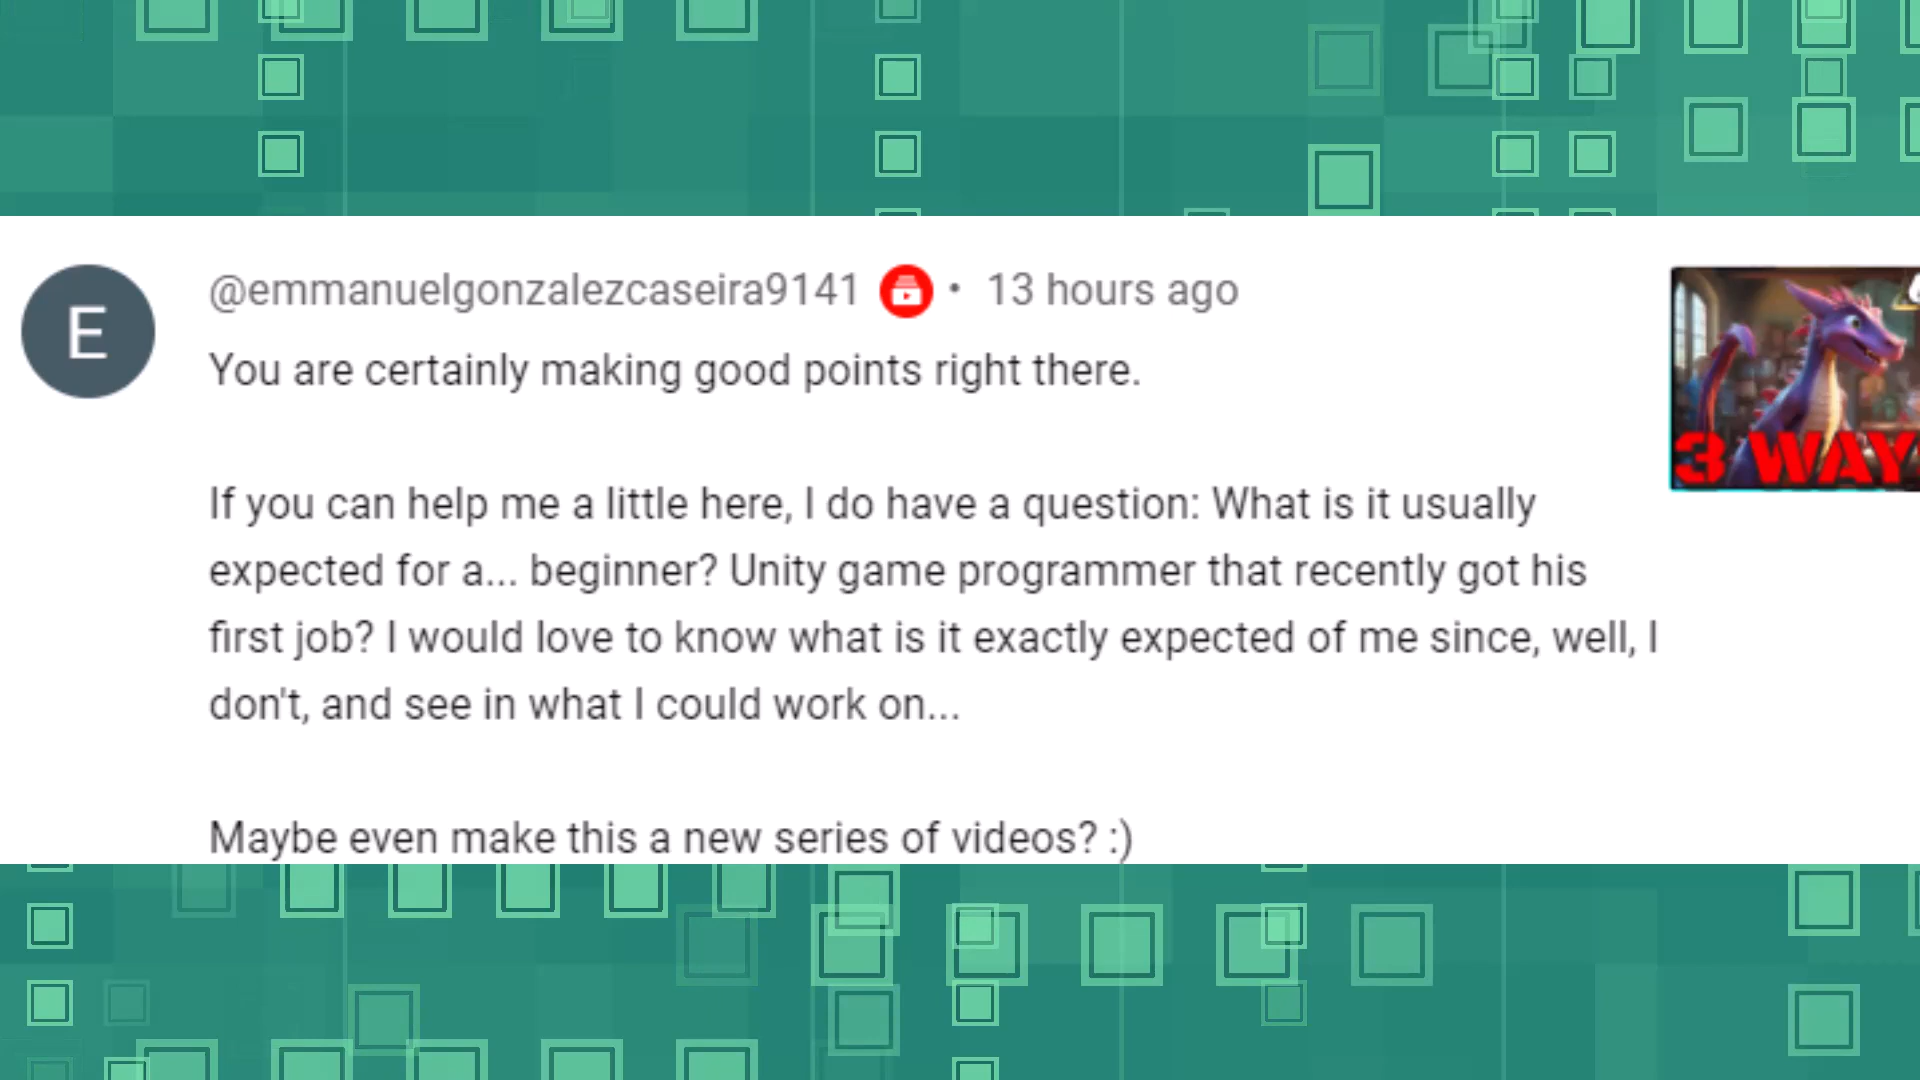 E
@emmanuelgonzalezcaseira9141 • 13 hours ago
You are certainly making good points right there.
If you can help me a little here, I do have a question: What is it usually
expected for a... beginner? Unity game programmer that recently got his
first job? I would love to know what is it exactly expected of me since, well, I
don't, and see in what I could work on...
Maybe even make this a new series of videos? :)
3 WAY